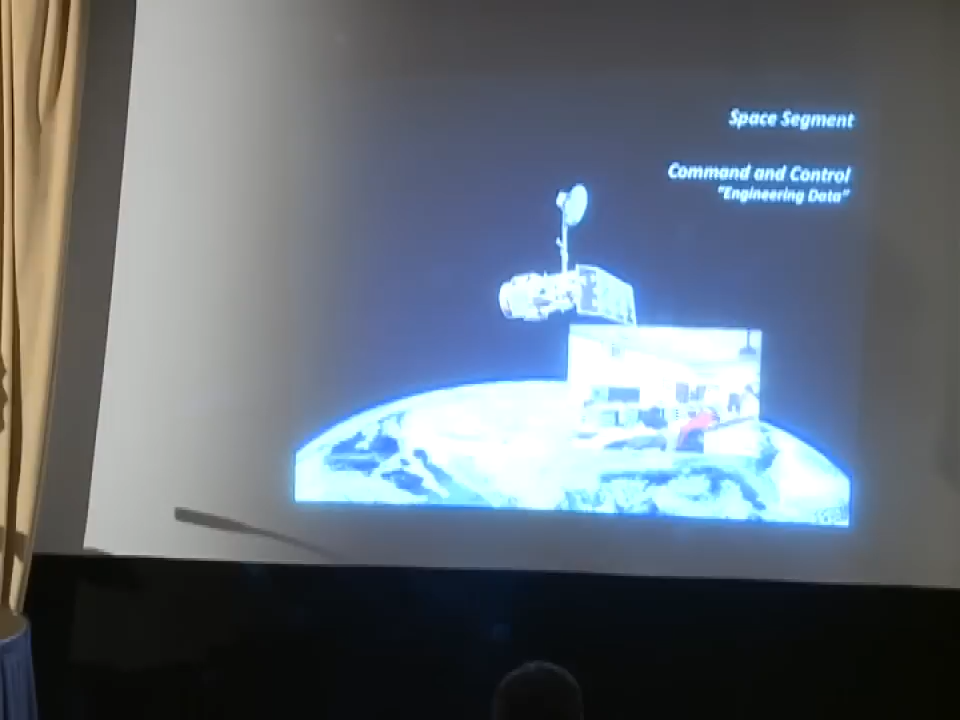 Space Segment
Command and Control
"Engineering Data"